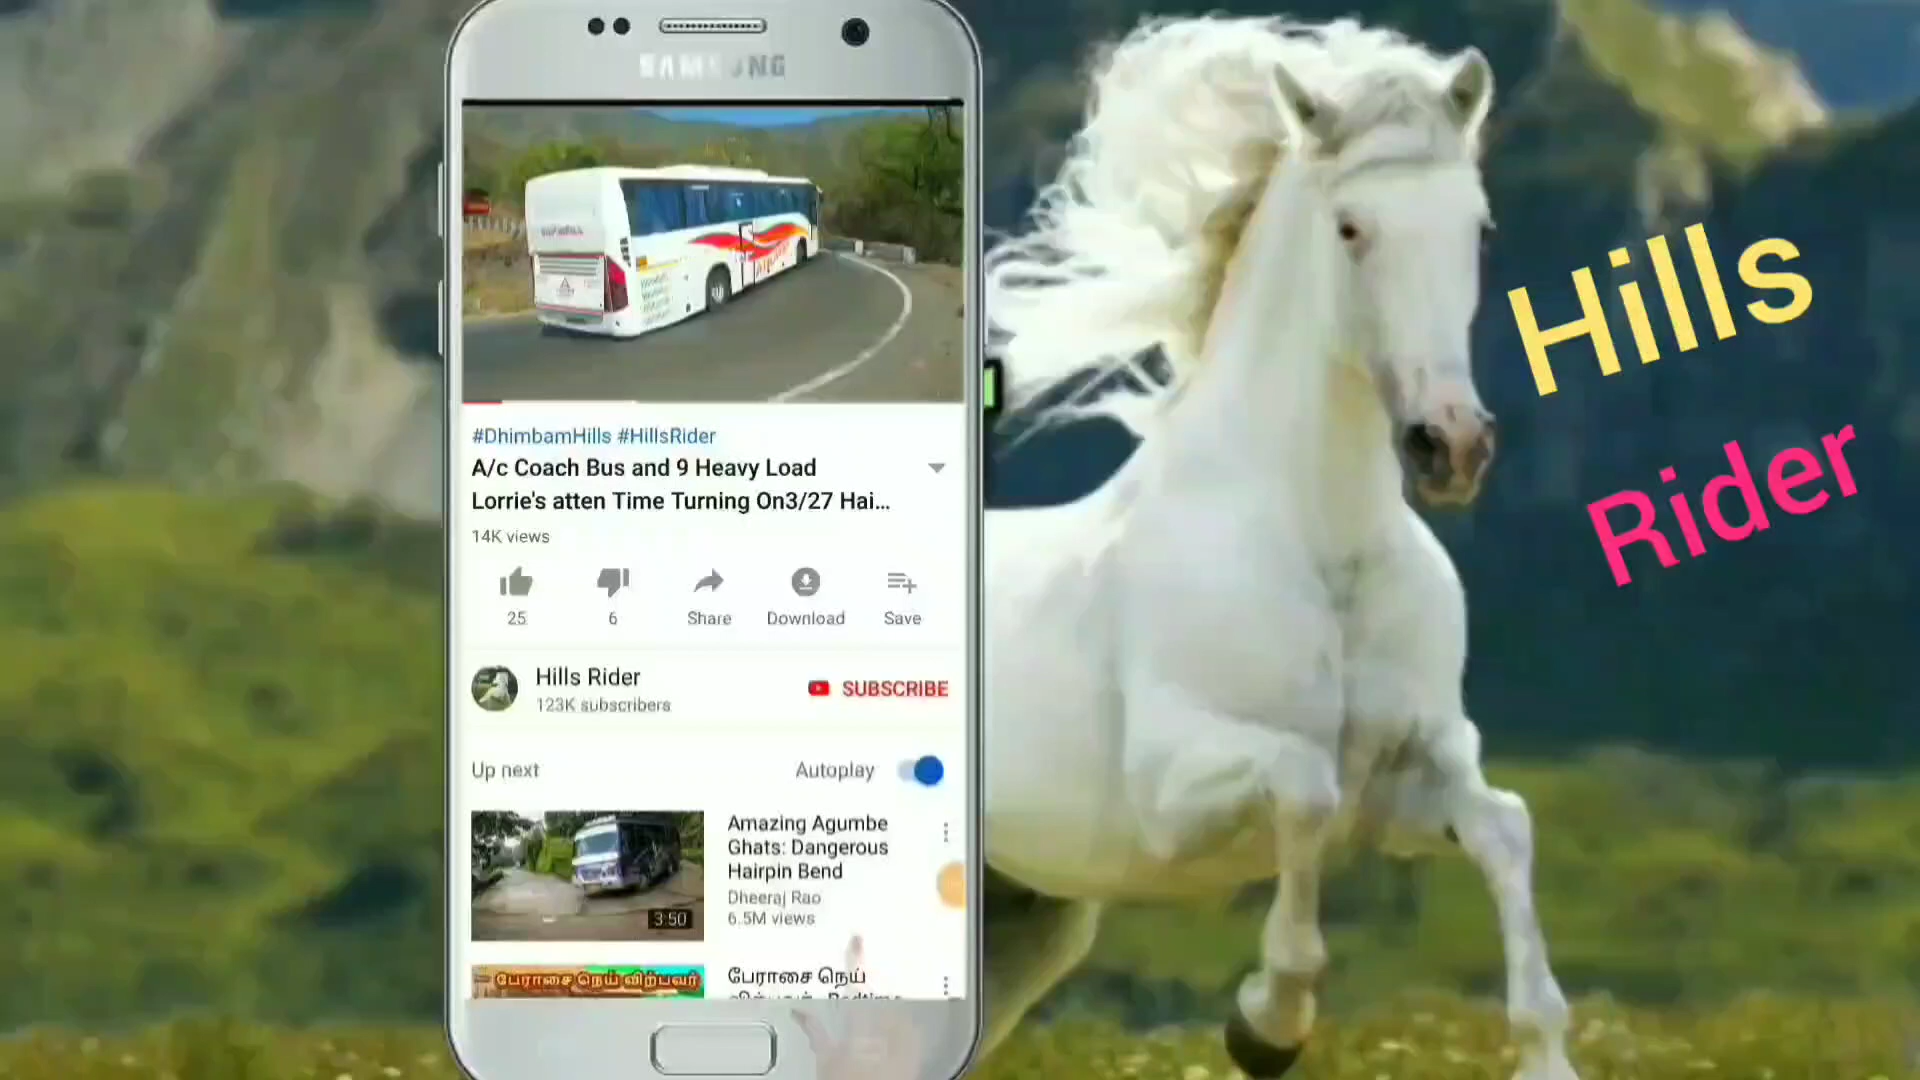 SAMSUNG
#DhimbamHills #HillsRider
A/c Coach Bus and 9 Heavy Load
Lorrie's atten Time Turning On3/27 Hai...
14K views
25
6
Share
Download
Save
Hills Rider
123K subscribers
SUBSCRIBE
Up next
Autoplay
Amazing Agumbe
Ghats: Dangerous
Hairpin Bend
Dheeraj Rao
6.5M views
3:50
பேராசை நெய் விற்பவர்
பேராசை நெய்
Hills
Rider